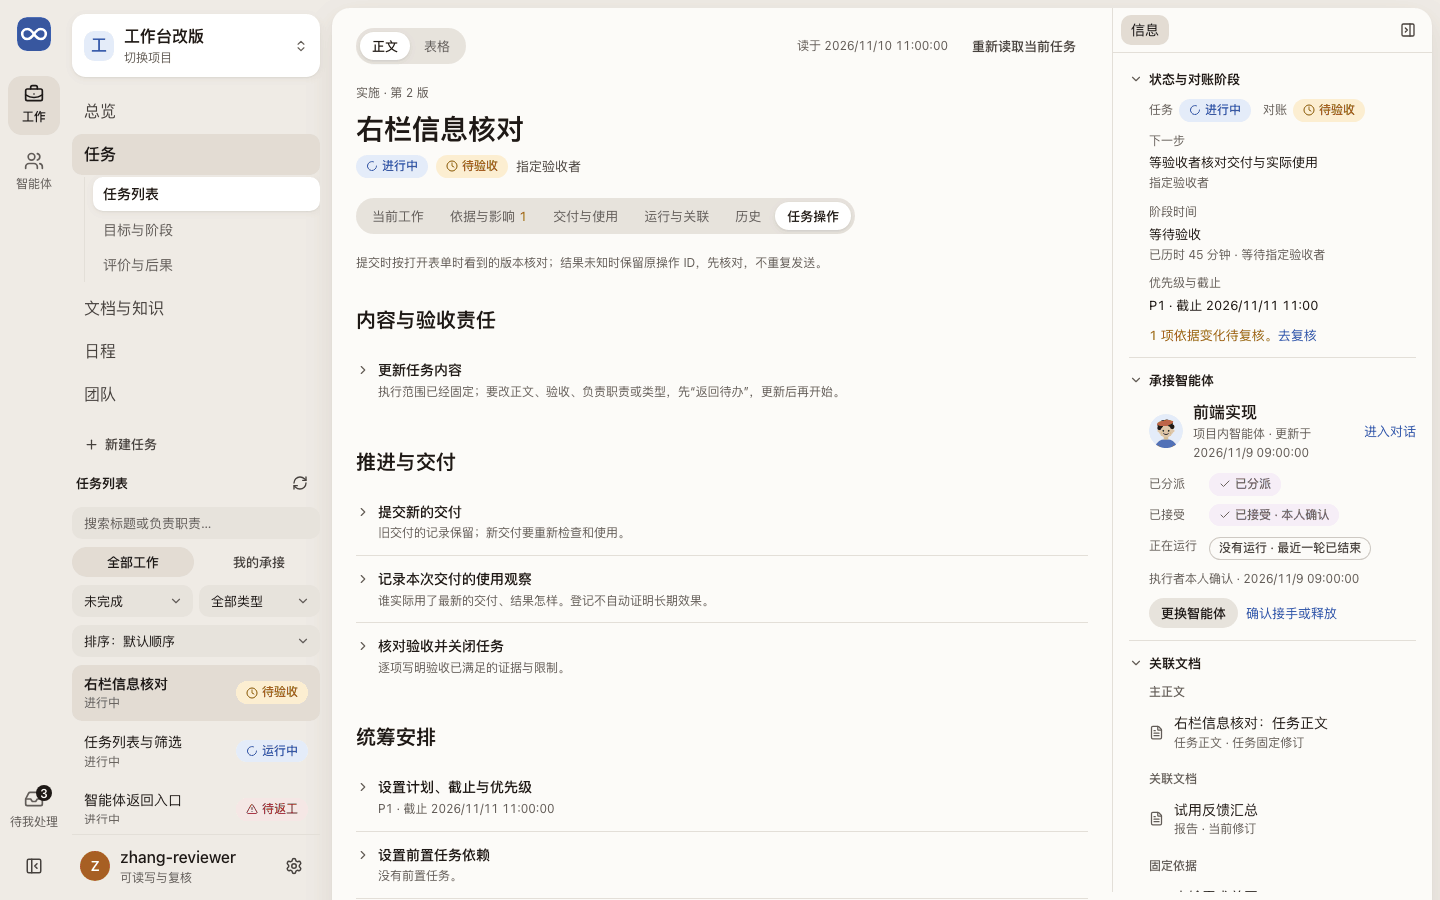 工作
智能体
3
待我处理
工
工作台改版
切换项目
总览
任务
任务列表
目标与阶段
评价与后果
文档与知识
日程
团队
新建任务
任务列表
搜索标题或负责职责...
全部工作
我的承接
未完成
全部类型
排序：默认顺序
右栏信息核对
进行中
待验收
任务列表与筛选
进行中
运行中
智能体返回入口
进行中
待返工
Z
zhang-reviewer
可读写与复核
正文
表格
读于 2026/11/10 11:00:00
重新读取当前任务
实施 · 第 2 版
右栏信息核对
进行中
待验收
指定验收者
当前工作
依据与影响 1
交付与使用
运行与关联
历史
任务操作
提交时按打开表单时看到的版本核对；结果未知时保留原操作 ID，先核对，不重复发送。
内容与验收责任
更新任务内容
执行范围已经固定；要改正文、验收、负责职责或类型，先“返回待办”，更新后再开始。
推进与交付
提交新的交付
旧交付的记录保留；新交付要重新检查和使用。
记录本次交付的使用观察
谁实际用了最新的交付、结果怎样。登记不自动证明长期效果。
核对验收并关闭任务
逐项写明验收已满足的证据与限制。
统筹安排
设置计划、截止与优先级
P1 · 截止 2026/11/11 11:00:00
设置前置任务依赖
没有前置任务。
信息
状态与对账阶段
任务
进行中
对账
待验收
下一步
等验收者核对交付与实际使用
指定验收者
阶段时间
等待验收
已历时 45 分钟 · 等待指定验收者
优先级与截止
P1 · 截止 2026/11/11 11:00
1 项依据变化待复核。去复核
承接智能体
前端实现
项目内智能体 · 更新于
2026/11/9 09:00:00
进入对话
已分派
已分派
已接受
已接受 · 本人确认
正在运行
没有运行 · 最近一轮已结束
执行者本人确认 · 2026/11/9 09:00:00
更换智能体
确认接手或释放
关联文档
主正文
右栏信息核对：任务正文
任务正文 · 任务固定修订
关联文档
试用反馈汇总
报告 · 当前修订
固定依据